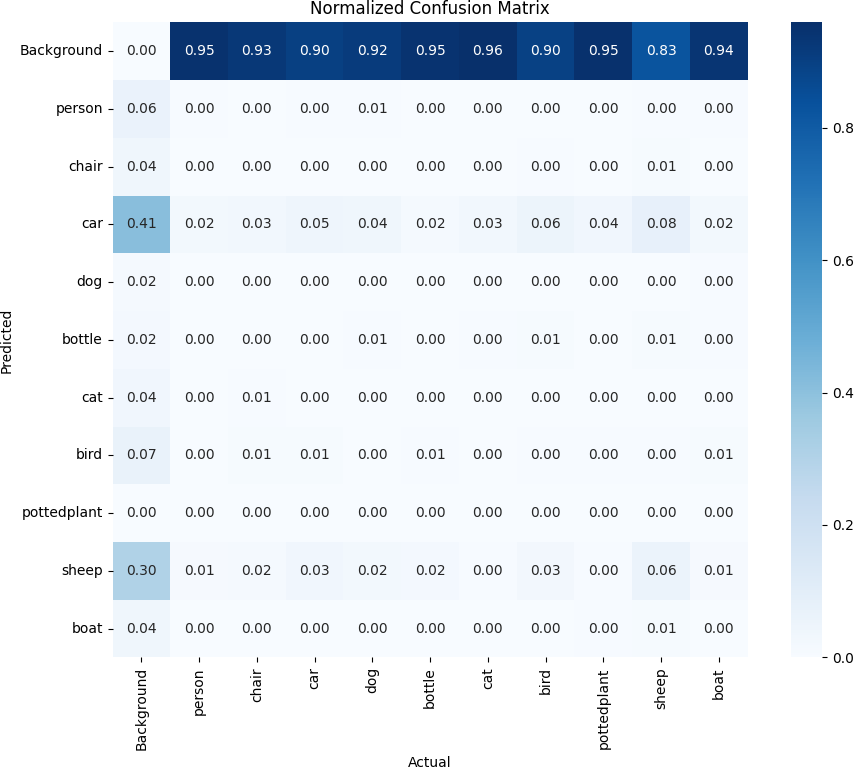 Normalized Confusion Matrix
Background 0.00 0.95 0.93 0.90 0.92 0.95 0.96 0.90 0.95 0.83 0.94
person 0.06 0.00 0.00 0.00 0.01 0.00 0.00 0.00 0.00 0.00 0.00
0.8
chair 0.04 0.00 0.00 0.00 0.00 0.00 0.00 0.00 0.00 0.01 0.00
car 0.41 0.02 0.03 0.05 0.04 0.02 0.03 0.06 0.04 0.08 0.02
0.6
dog 0.02 0.00 0.00 0.00 0.00 0.00 0.00 0.00 0.00 0.00 0.00
Predicted
bottle 0.02 0.00 0.00 0.00 0.01 0.00 0.00 0.01 0.00 0.01 0.00
0.4
cat 0.04 0.00 0.01 0.00 0.00 0.00 0.00 0.00 0.00 0.00 0.00
bird 0.07 0.00 0.01 0.01 0.00 0.01 0.00 0.00 0.00 0.00 0.01
pottedplant 0.00 0.00 0.00 0.00 0.00 0.00 0.00 0.00 0.00 0.00 0.00
0.2
sheep 0.30 0.01 0.02 0.03 0.02 0.02 0.00 0.03 0.00 0.06 0.01
boat 0.04 0.00 0.00 0.00 0.00 0.00 0.00 0.00 0.00 0.01 0.00
0.0
Background person chair car dog bottle cat bird pottedplant sheep boat
Actual